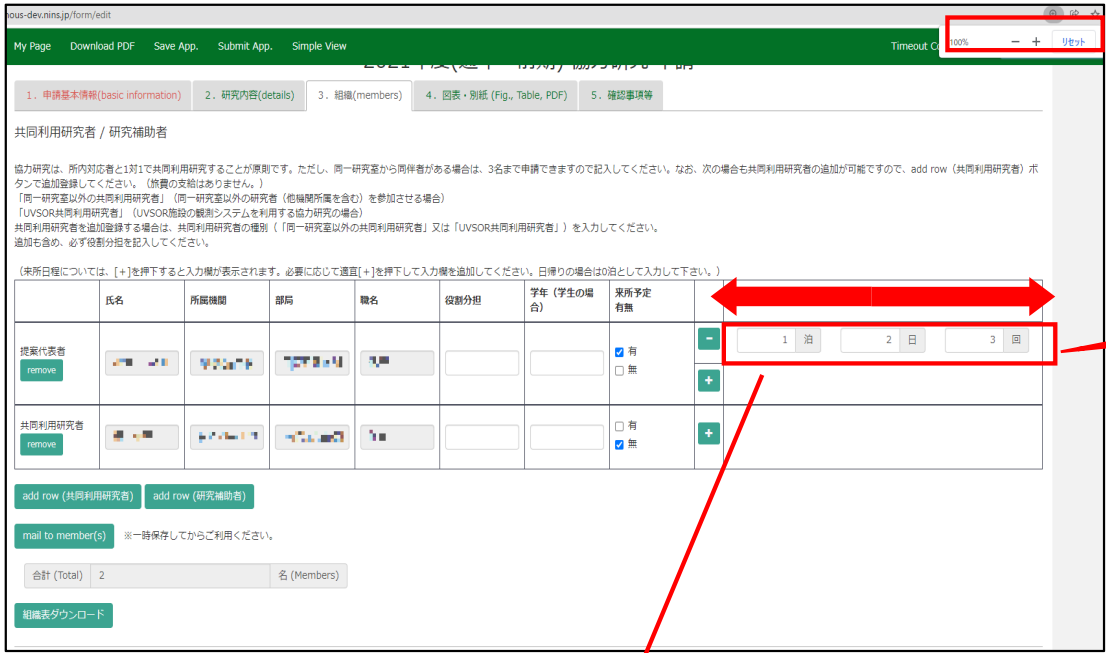 nous-dev.nins.jp/form/edit
100% － ＋ リセット
My Page Download PDF Save App. Submit App. Simple View Timeout
1．申請基本情報(basic information) 2．研究内容(details) 3．組織(members) 4．図表・別紙 (Fig., Table, PDF) 5．確認事項等
共同利用研究者 / 研究補助者
協力研究は、所内対応者と1対1で共同利用研究することが原則です。ただし、同一研究室から同伴者がある場合は、3名まで申請できますので記入してください。なお、次の場合も共同利用研究者の追加が可能ですので、add row（共同利用研究者）ボ
タンで追加登録してください。（旅費の支給はありません。）
「同一研究室以外の共同利用研究者」（同一研究室以外の研究者（他機関所属を含む）を参加させる場合）
「UVSOR共同利用研究者」（UVSOR施設の観測システムを利用する協力研究の場合）
共同利用研究者を追加登録する場合は、共同利用研究者の種別（「同一研究室以外の共同利用研究者」又は「UVSOR共同利用研究者」）を入力してください。
追加も含め、必ず役割分担を記入してください。
（来所日程については、[+]を押下すると入力欄が表示されます。必要に応じて適宜[+]を押下して入力欄を追加してください。日帰りの場合は0泊として入力して下さい。）
氏名 所属機関 部局 職名 役割分担 学年（学生の場 来所予定
合） 有無
提案代表者 有 - 1 泊 2 日 3 回
remove 無 +
共同利用研究者 有 +
remove 無
add row (共同利用研究者) add row (研究補助者)
mail to member(s) ※一時保存してからご利用ください。
合計 (Total) 2 名 (Members)
組織表ダウンロード